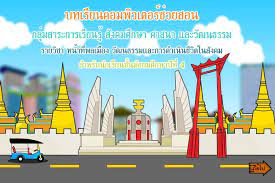 บทเรียนคอมพิวเตอร์ช่วยสอน
กลุ่มสาระการเรียนรู้ สังคมศึกษา ศาสนา และวัฒนธรรม
รายวิชา หน้าที่พลเมือง วัฒนธรรมและการดำเนินชีวิตในสังคม
สำหรับนักเรียนชั้นมัธยมศึกษาปีที่ 4